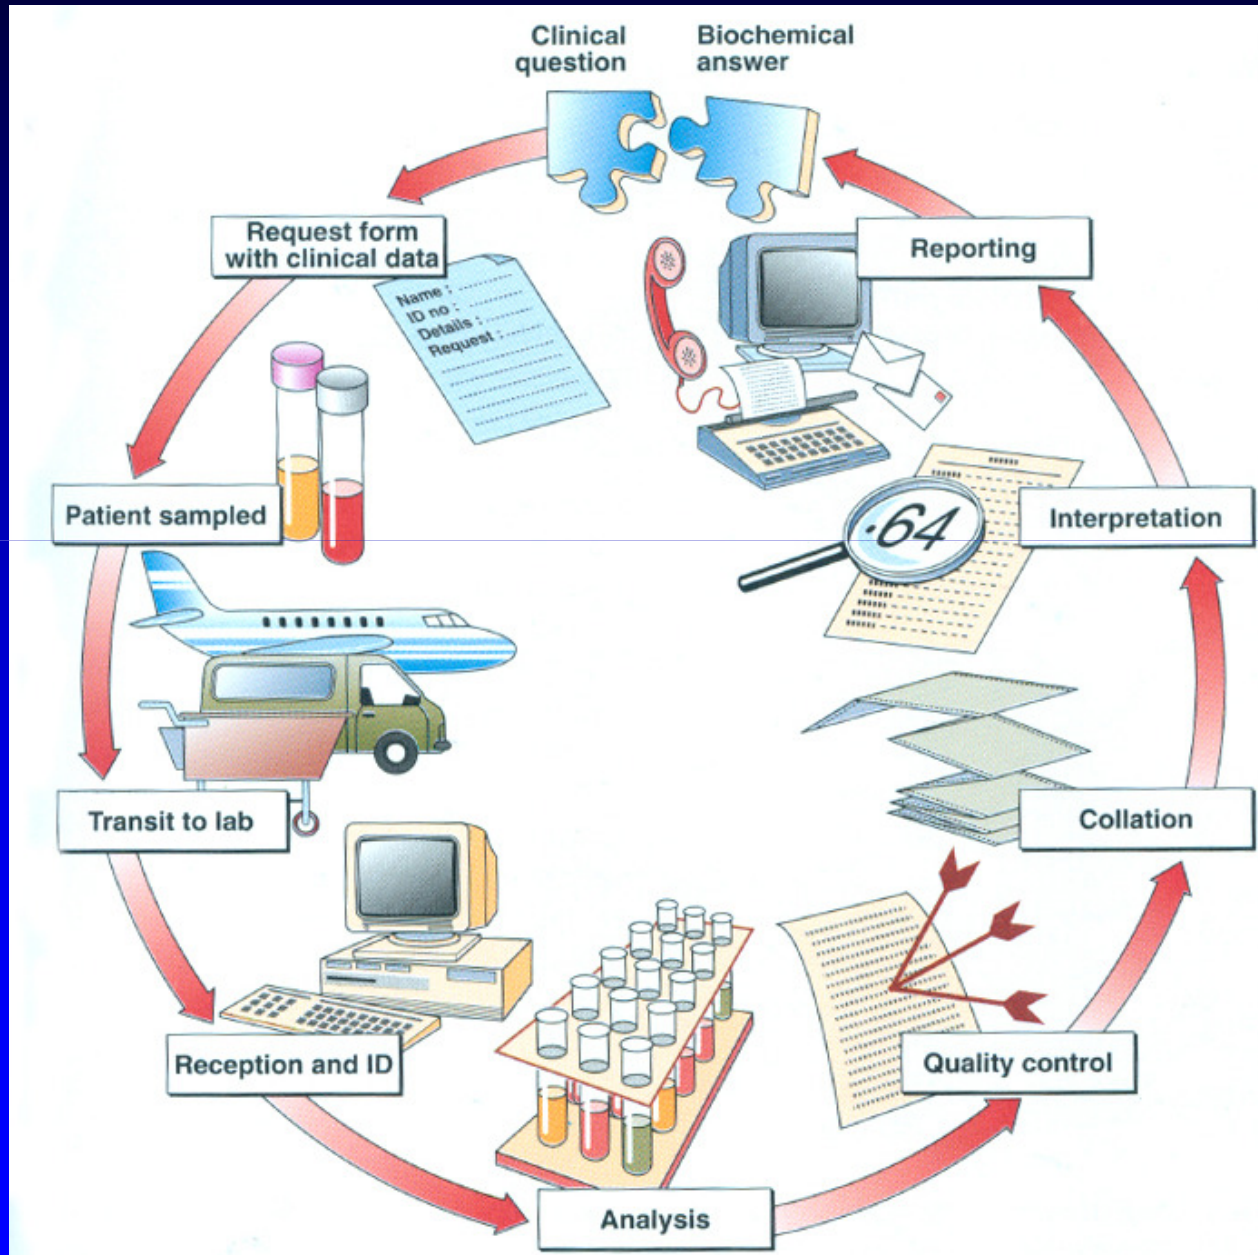 Clinical
question
Biochemical
answer
Request form
with clinical data
Name :
ID no :
Details :
Request :
Reporting
Patient sampled
.64
Interpretation
Transit to lab
Collation
Reception and ID
Quality control
Analysis